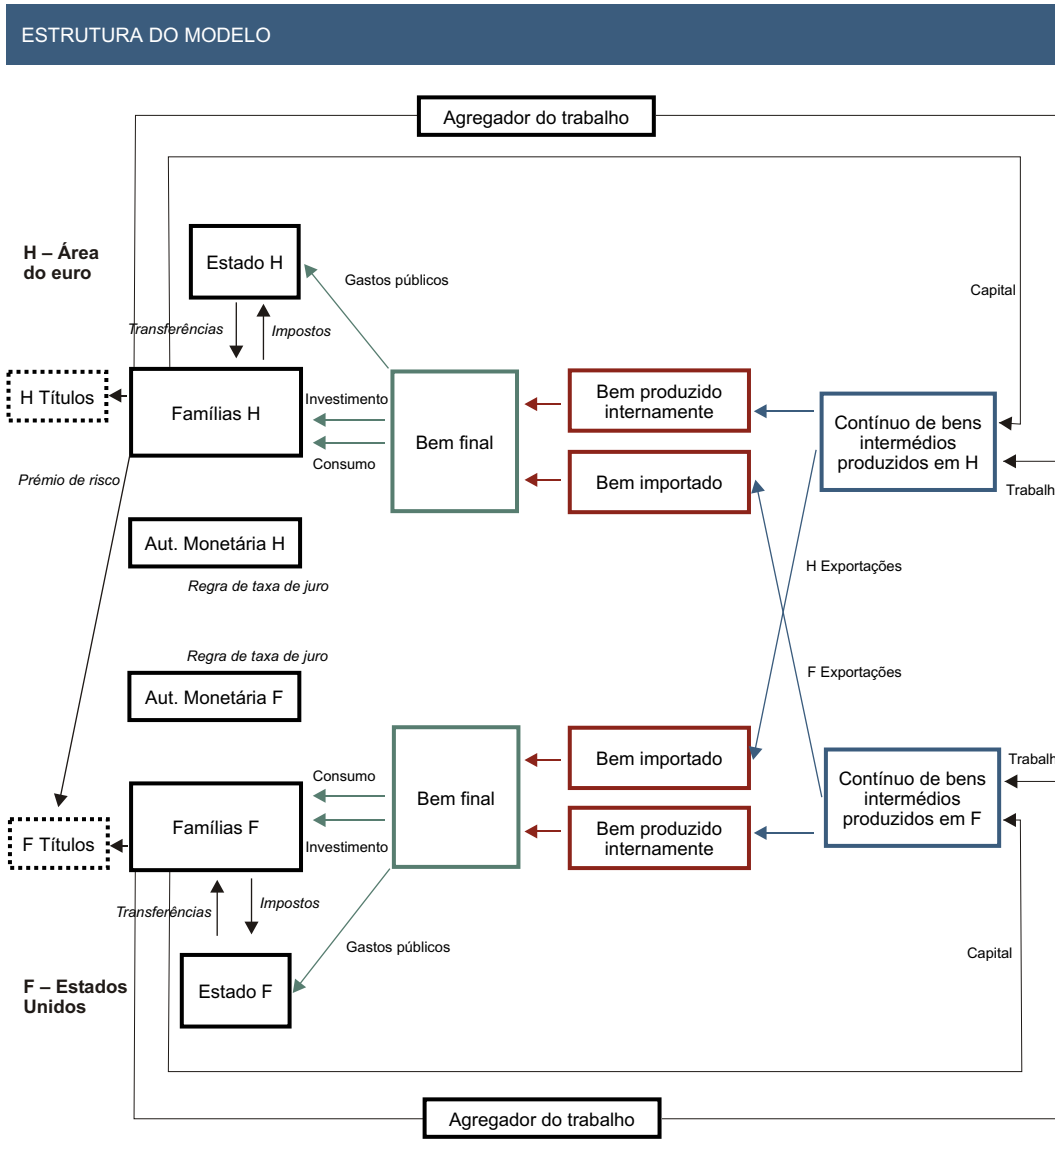 ESTRUTURA DO MODELO
Agregador do trabalho
H – Área
do euro
Estado H
Gastos públicos
Capital
Transferências
Impostos
H Títulos
Famílias H
Investimento
Consumo
Bem final
Bem produzido
internamente
Bem importado
Contínuo de bens
intermédios
produzidos em H
Prémio de risco
Trabalh
Aut. Monetária H
Regra de taxa de juro
H Exportações
Regra de taxa de juro
Aut. Monetária F
F Exportações
Bem importado
Trabalh
Consumo
Famílias F
Bem final
Contínuo de bens
intermédios
produzidos em F
F Títulos
Investimento
Bem produzido
internamente
Transferências
Impostos
Gastos públicos
Capital
F – Estados
Unidos
Estado F
Agregador do trabalho